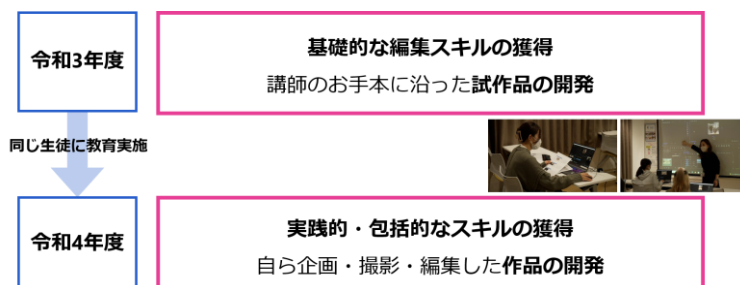 令和3年度
基礎的な編集スキルの獲得
講師のお手本に沿った試作品の開発
同じ生徒に教育実施
令和4年度
実践的・包括的なスキルの獲得
自ら企画・撮影・編集した作品の開発